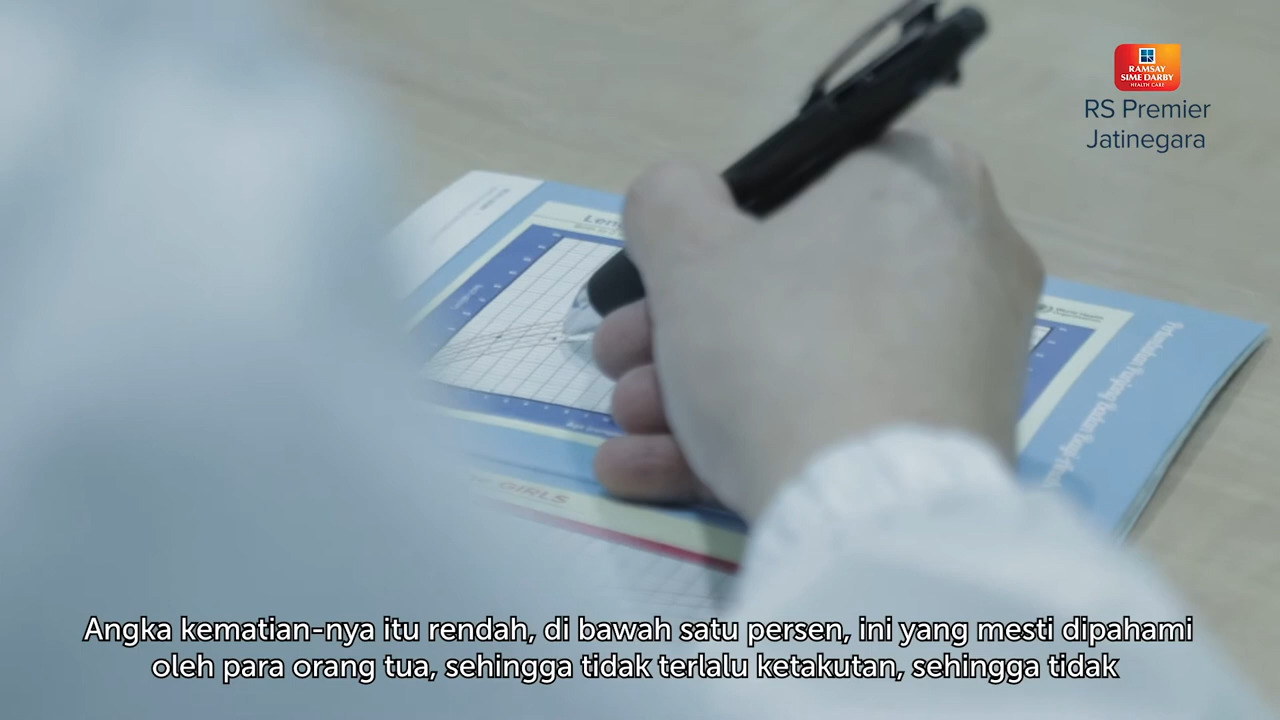 RAMSAY
SIME DARBY
HEALTH CARE
RS Premier
Jatinegara
GIRLS
Angka kematian-nya itu rendah, di bawah satu persen, ini yang mesti dipahami
oleh para orang tua, sehingga tidak terlalu ketakutan, sehingga tidak